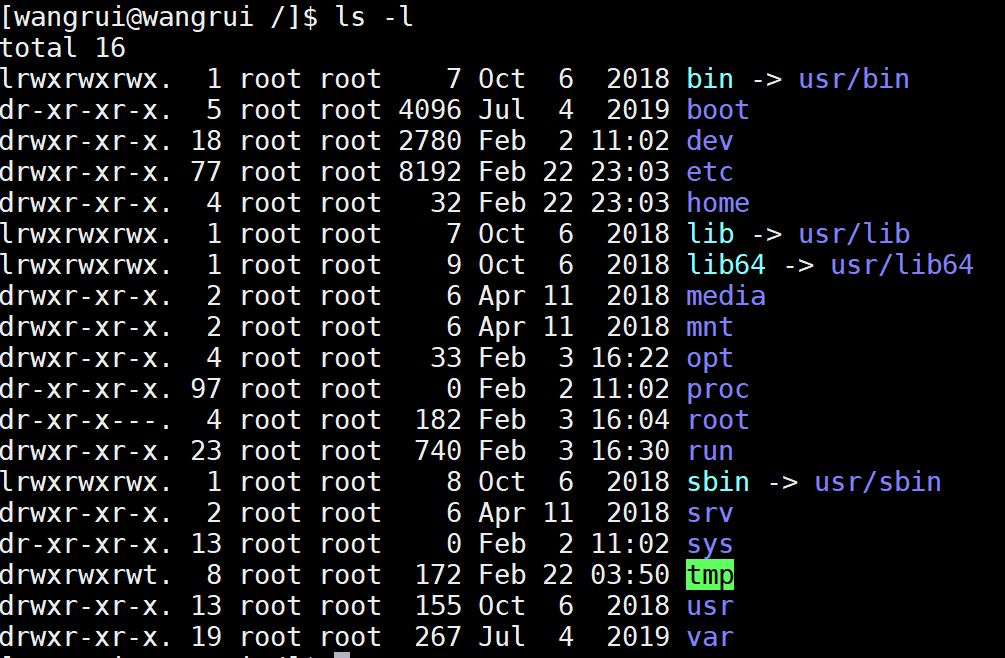 [wangrui@wangrui /]$ ls -l
total 16
lrwxrwxrwx.  1 root root    7 Oct  6  2018 bin -> usr/bin
dr-xr-xr-x.  5 root root 4096 Jul  4  2019 boot
drwxr-xr-x. 18 root root 2780 Feb  2 11:02 dev
drwxr-xr-x. 77 root root 8192 Feb 22 23:03 etc
drwxr-xr-x.  4 root root   32 Feb 22 23:03 home
lrwxrwxrwx.  1 root root    7 Oct  6  2018 lib -> usr/lib
lrwxrwxrwx.  1 root root    9 Oct  6  2018 lib64 -> usr/lib64
drwxr-xr-x.  2 root root    6 Apr 11  2018 media
drwxr-xr-x.  2 root root    6 Apr 11  2018 mnt
drwxr-xr-x.  4 root root   33 Feb  3 16:22 opt
dr-xr-xr-x. 97 root root    0 Feb  2 11:02 proc
dr-xr-x---.  4 root root  182 Feb  3 16:04 root
drwxr-xr-x. 23 root root  740 Feb  3 16:30 run
lrwxrwxrwx.  1 root root    8 Oct  6  2018 sbin -> usr/sbin
drwxr-xr-x.  2 root root    6 Apr 11  2018 srv
dr-xr-xr-x. 13 root root    0 Feb  2 11:02 sys
drwxrwxrwt.  8 root root  172 Feb 22 03:50 tmp
drwxr-xr-x. 13 root root  155 Oct  6  2018 usr
drwxr-xr-x. 19 root root  267 Jul  4  2019 var